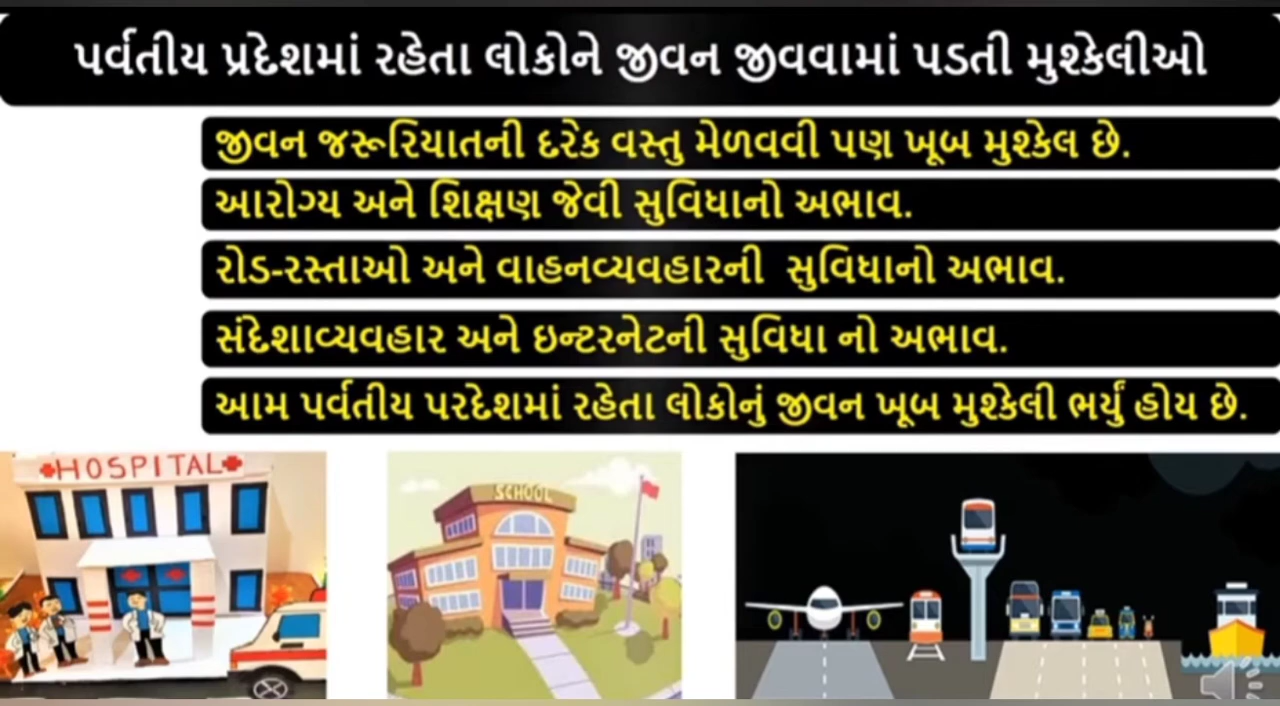 પર્વતીય પ્રદેશમાં રહેતા લોકોને જીવન જીવવામાં પડતી મુશ્કેલીઓ
જીવન જરૂરિયાતની દરેક વસ્તુ મેળવવી પણ ખૂબ મુશ્કેલ છે.
આરોગ્ય અને શિક્ષણ જેવી સુવિધાનો અભાવ.
રોડ-રસ્તાઓ અને વાહનવ્યવહારની સુવિધાનો અભાવ.
સંદેશાવ્યવહાર અને ઇન્ટરનેટની સુવિધા નો અભાવ.
આમ પર્વતીય પરદેશમાં રહેતા લોકોનું જીવન ખૂબ મુશ્કેલી ભર્યું હોય છે.
HOSPITAL
SCHOOL